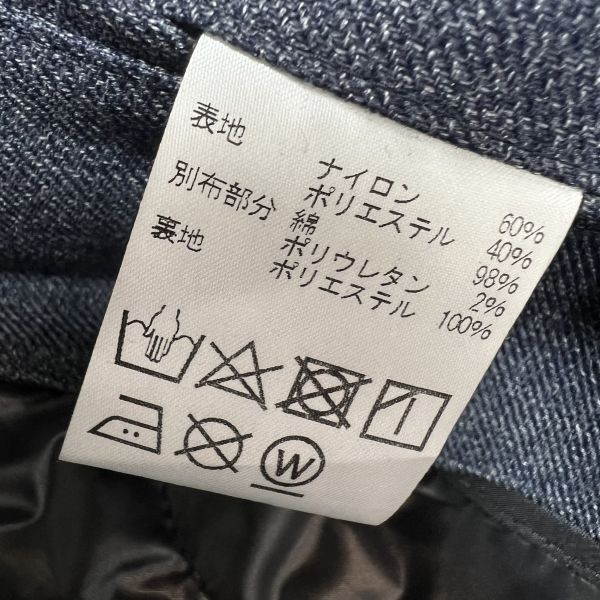 表地 ナイロン 60%
ポリエステル 40%
別布部分 綿 98%
ポリウレタン 2%
裏地 ポリエステル 100%
W